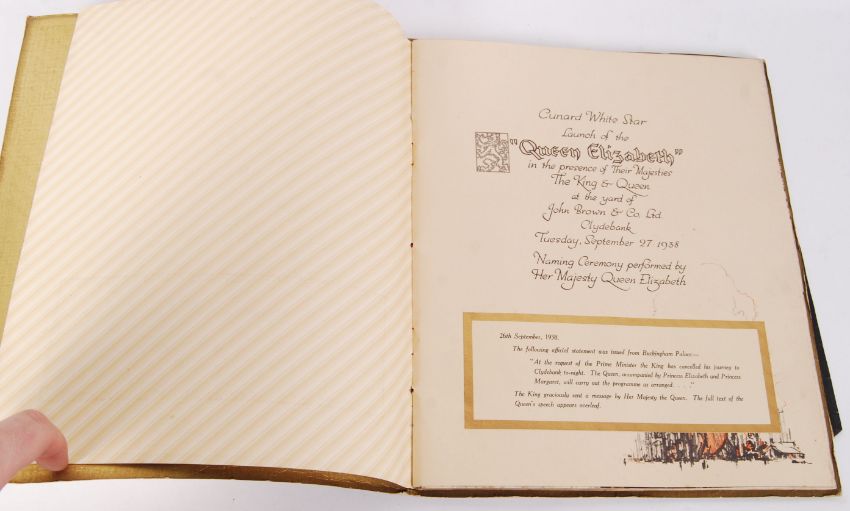 Cunard White Star
Launch of the
"Queen Elizabeth"
in the presence of Their Majesties
The King & Queen
at the yard of
John Brown & Co. Ltd
Clydebank
Tuesday, September 27 1938
Naming Ceremony performed by
Her Majesty Queen Elizabeth
26th September, 1938.
The following official statement was issued from Buckingham Palace:—
"At the request of the Prime Minister the King has cancelled his journey to
Clydebank to-night. The Queen, accompanied by Princess Elizabeth and Princess
Margaret, will carry out the programme as arranged. . . ."
The King graciously sent a message by Her Majesty the Queen. The full text of the
Queen's speech appears overleaf.